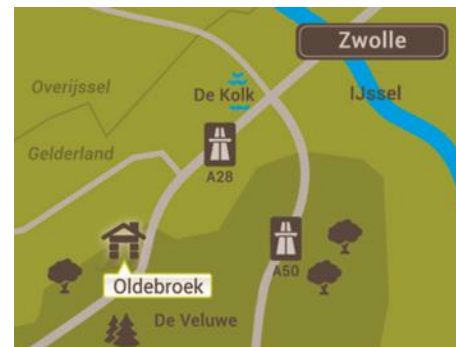 Zwolle
Overijssel
De Kolk
IJssel
Gelderland
A28
A50
Oldebroek
De Veluwe